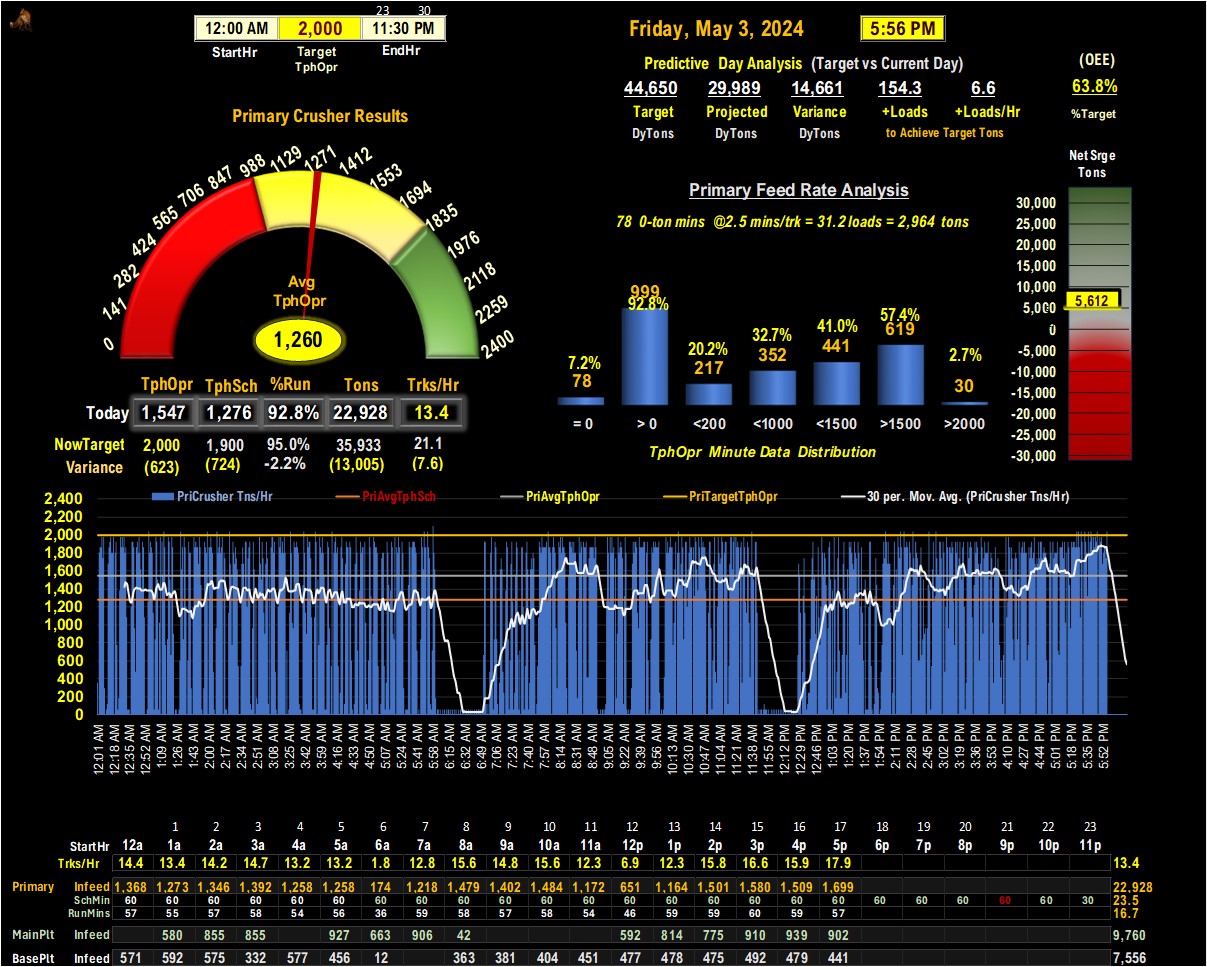 23 30
12:00 AM 2,000 11:30 PM
StartHr Target TphOpr EndHr
Friday, May 3, 2024 5:56 PM
Predictive Day Analysis (Target vs Current Day)
44,650 29,989 14,661 154.3 6.6
Target Projected Variance +Loads +Loads/Hr
DyTons DyTons DyTons to Achieve Target Tons
(OEE)
63.8%
%Target
Primary Crusher Results
0 141 282 424 565 706 847 988 1129 1271 1412 1553 1694 1835 1976 2118 2259 2400
Avg
TphOpr
1,260
TphOpr TphSch %Run Tons Trks/Hr
Today 1,547 1,276 92.8% 22,928 13.4
NowTarget 2,000 1,900 95.0% 35,933 21.1
Variance (623) (724) -2.2% (13,005) (7.6)
Primary Feed Rate Analysis
78 0-ton mins @2.5 mins/trk = 31.2 loads = 2,964 tons
7.2% 92.8% 20.2% 32.7% 41.0% 57.4% 2.7%
78 999 217 352 441 619 30
= 0 > 0 <200 <1000 <1500 >1500 >2000
TphOpr Minute Data Distribution
Net Srge
Tons
30,000
25,000
20,000
15,000
10,000
5,000
0
-5,000
-10,000
-15,000
-20,000
-25,000
-30,000
5,612
PriCrusher Tns/Hr PriAvgTphSch PriAvgTphOpr PriTargetTphOpr 30 per. Mov. Avg. (PriCrusher Tns/Hr)
2,400
2,200
2,000
1,800
1,600
1,400
1,200
1,000
800
600
400
200
0
12:01 AM 12:18 AM 12:35 AM 12:52 AM 1:09 AM 1:26 AM 1:43 AM 2:00 AM 2:17 AM 2:34 AM 2:51 AM 3:08 AM 3:25 AM 3:42 AM 3:59 AM 4:16 AM 4:33 AM 4:50 AM 5:07 AM 5:24 AM 5:41 AM 5:58 AM 6:15 AM 6:32 AM 6:49 AM 7:06 AM 7:23 AM 7:40 AM 7:57 AM 8:14 AM 8:31 AM 8:48 AM 9:05 AM 9:22 AM 9:39 AM 9:56 AM 10:13 AM 10:30 AM 10:47 AM 11:04 AM 11:21 AM 11:38 AM 11:55 AM 12:12 PM 12:29 PM 12:46 PM 1:03 PM 1:20 PM 1:37 PM 1:54 PM 2:11 PM 2:28 PM 2:45 PM 3:02 PM 3:19 PM 3:36 PM 3:53 PM 4:10 PM 4:27 PM 4:44 PM 5:01 PM 5:18 PM 5:35 PM 5:52 PM
1 2 3 4 5 6 7 8 9 10 11 12 13 14 15 16 17 18 19 20 21 22 23
StartHr 12a 1a 2a 3a 4a 5a 6a 7a 8a 9a 10a 11a 12p 1p 2p 3p 4p 5p 6p 7p 8p 9p 10p 11p
Trks/Hr 14.4 13.4 14.2 14.7 13.2 13.2 1.8 12.8 15.6 14.8 15.6 12.3 6.9 12.3 15.8 16.6 15.9 17.9 13.4
Primary Infeed 1,368 1,273 1,346 1,392 1,258 1,258 174 1,218 1,479 1,402 1,484 1,172 651 1,164 1,501 1,580 1,509 1,699 22,928
SchMin 60 60 60 60 60 60 60 60 60 60 60 60 60 60 60 60 60 60 60 60 60 60 60 30 23.5
RunMins 57 55 57 58 54 56 36 59 58 57 58 54 46 59 59 60 59 57 16.7
MainPlt Infeed 580 855 855 927 663 906 42 592 814 775 910 939 902 9,760
BasePlt Infeed 571 592 575 332 577 456 12 363 381 404 451 477 478 475 492 479 441 7,556